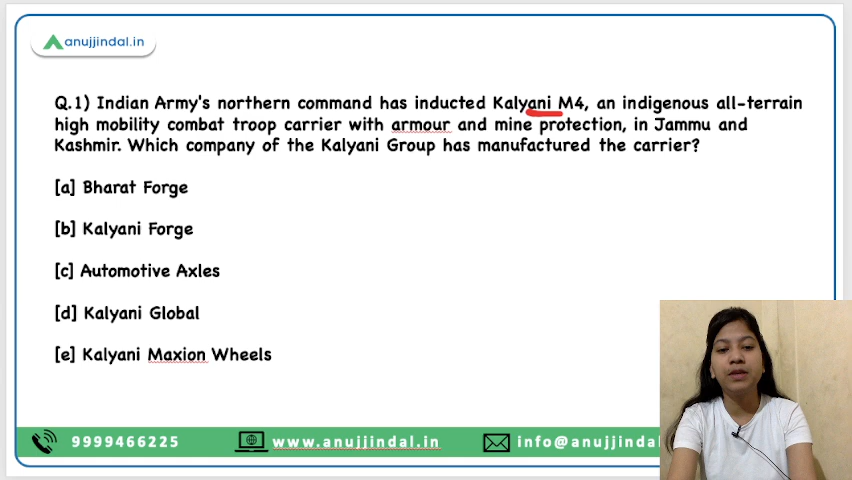 anujjindal.in
Q.1) Indian Army's northern command has inducted Kalyani M4, an indigenous all-terrain
high mobility combat troop carrier with armour and mine protection, in Jammu and
Kashmir. Which company of the Kalyani Group has manufactured the carrier?
[a] Bharat Forge
[b] Kalyani Forge
[c] Automotive Axles
[d] Kalyani Global
[e] Kalyani Maxion Wheels
9999466225 www.anujjindal.in info@anujjindal